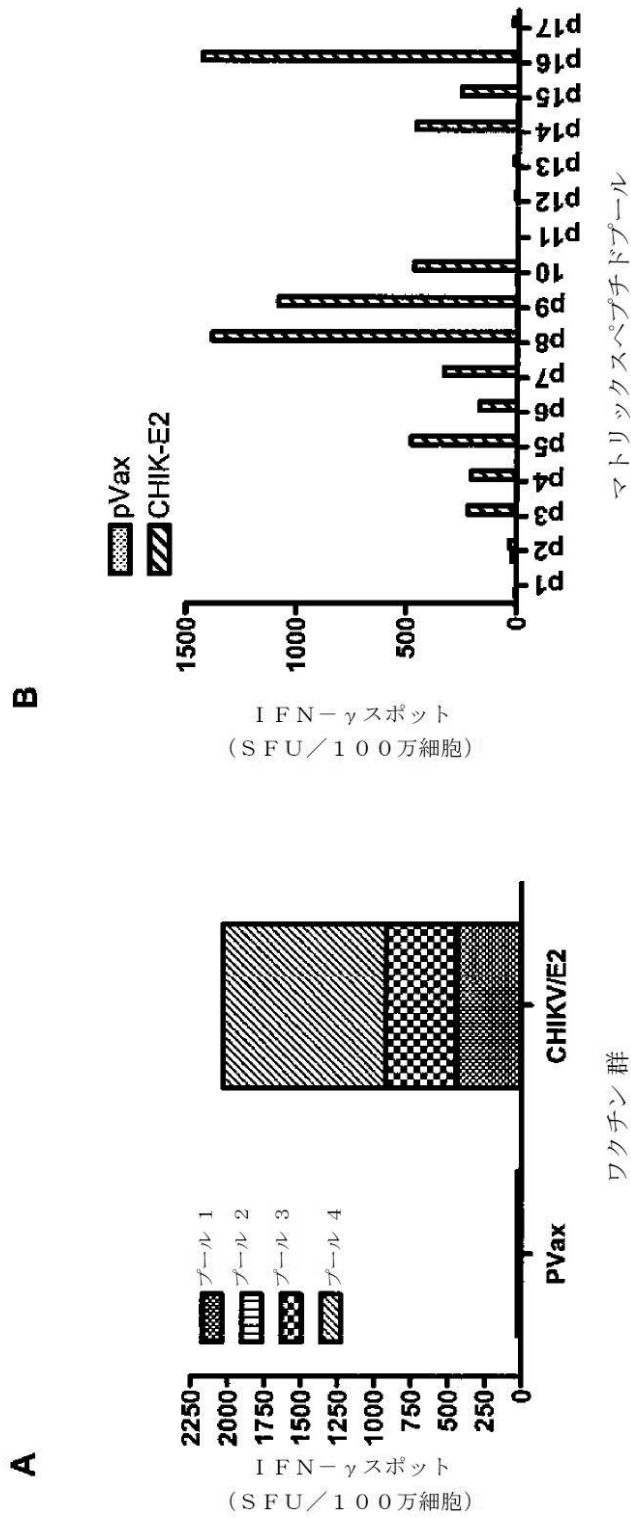 A
2250
2000
1750
1500
1250
1000
750
500
250
0
IFN-γスポット
(SFU/100万細胞)
プール 1
プール 2
プール 3
プール 4
PVax
CHIKV/E2
ワクチン 群
B
pVax
CHIK-E2
1500
1000
500
0
IFN-γスポット
(SFU/100万細胞)
p1
p2
p3
p4
p5
p6
p7
p8
p9
10
p11
p12
p13
p14
p15
p16
p17
マトリックスペプチドプール